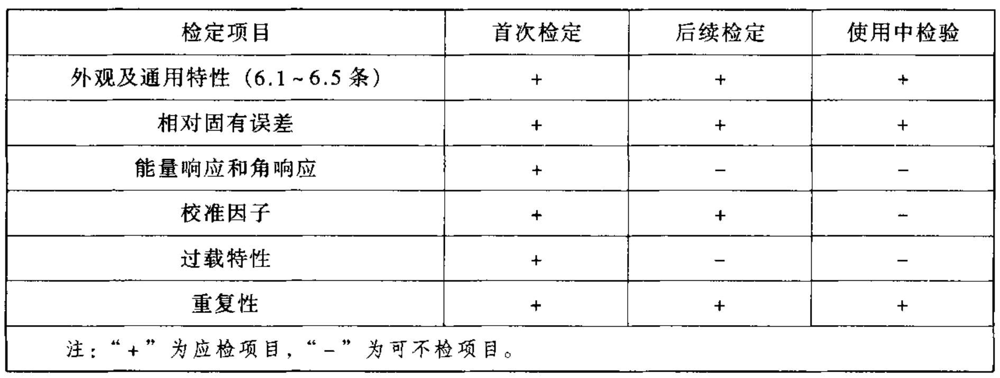 检定项目 首次检定 后续检定 使用中检验
外观及通用特性（6.1~6.5条） + + +
相对固有误差 + + +
能量响应和角响应 + − −
校准因子 + + −
过载特性 + − −
重复性 + + +
注：“+”为应检项目，“−”为可不检项目。